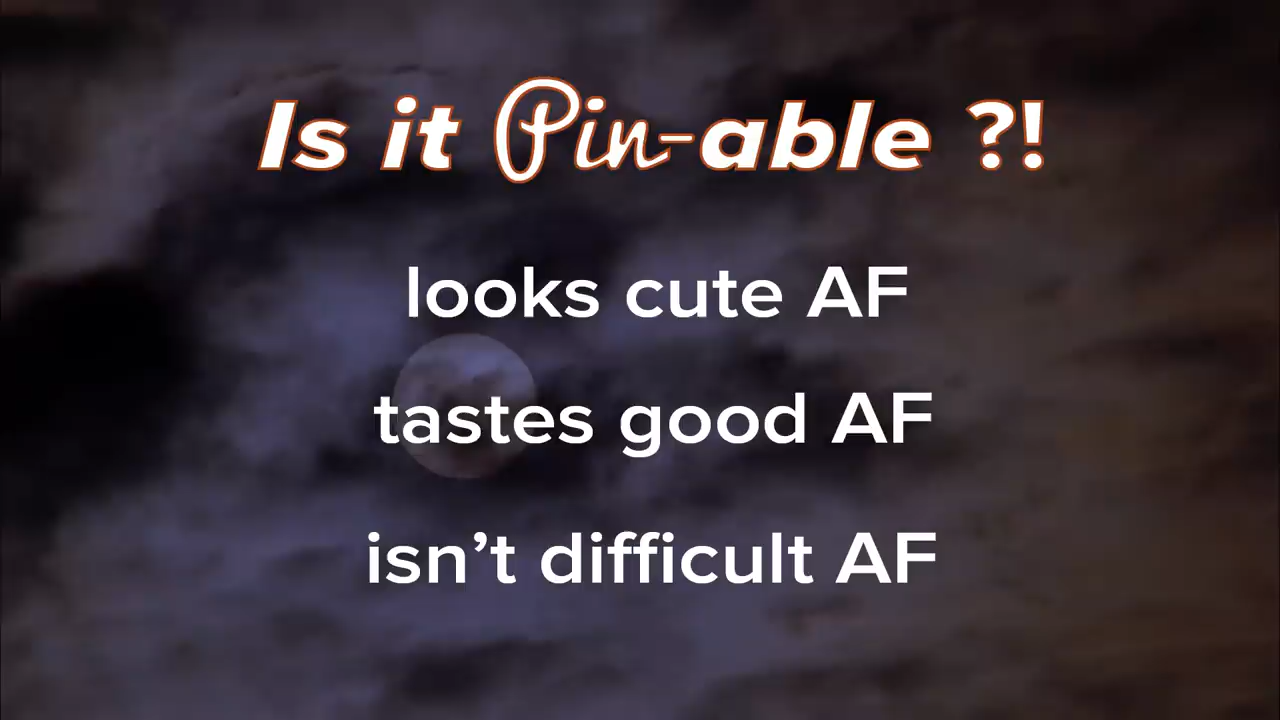 Is it Pin-able ?!
looks cute AF
tastes good AF
isn’t difficult AF